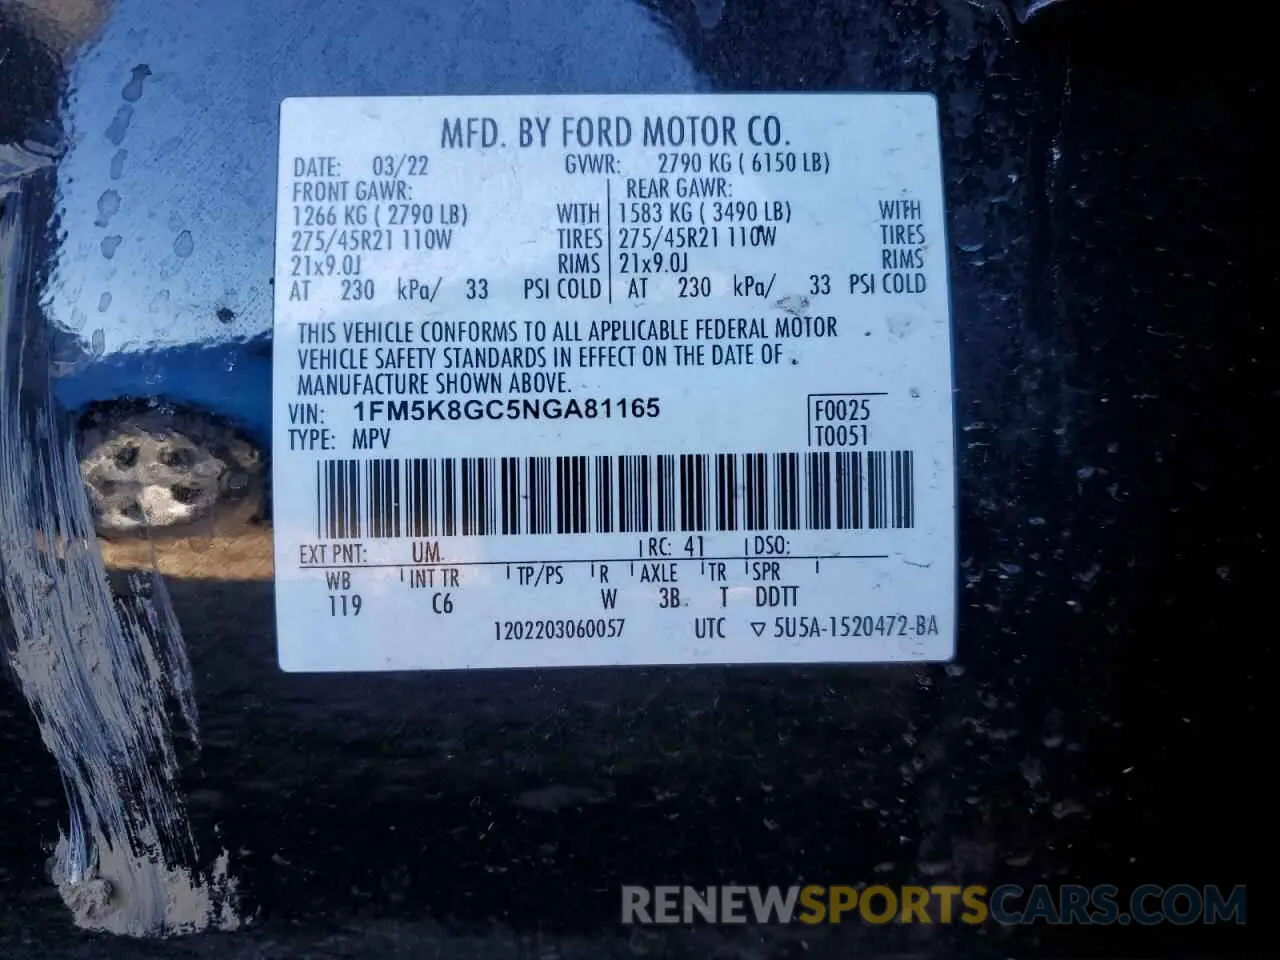 MFD. BY FORD MOTOR CO.
DATE: 03/22 GVWR: 2790 KG ( 6150 LB)
FRONT GAWR: REAR GAWR:
1266 KG ( 2790 LB) WITH 1583 KG ( 3490 LB) WITH
275/45R21 110W TIRES 275/45R21 110W TIRES
21x9.0J RIMS 21x9.0J RIMS
AT 230 kPa/ 33 PSI COLD AT 230 kPa/ 33 PSI COLD
THIS VEHICLE CONFORMS TO ALL APPLICABLE FEDERAL MOTOR
VEHICLE SAFETY STANDARDS IN EFFECT ON THE DATE OF
MANUFACTURE SHOWN ABOVE.
VIN: 1FM5K8GC5NGA81165 F0025
TYPE: MPV T0051
EXT PNT: UM RC: 41 DSO:
WB INT TR TP/PS R AXLE TR SPR
119 C6 W 3B T DDTT
1202203060057 UTC ▽ 5U5A-1520472-BA
RENEWSPORTSCARS.COM